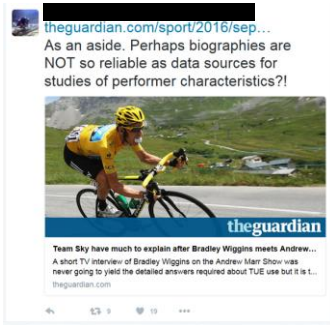 theguardian.com/sport/2016/sep...
As an aside. Perhaps biographies are
NOT so reliable as data sources for
studies of performer characteristics?!
theguardian
Team Sky have much to explain after Bradley Wiggins meets Andrew...
A short TV interview of Bradley Wiggins on the Andrew Marr Show was
never going to yield the detailed answers required about TUE use but it is t...
theguardian.com
19